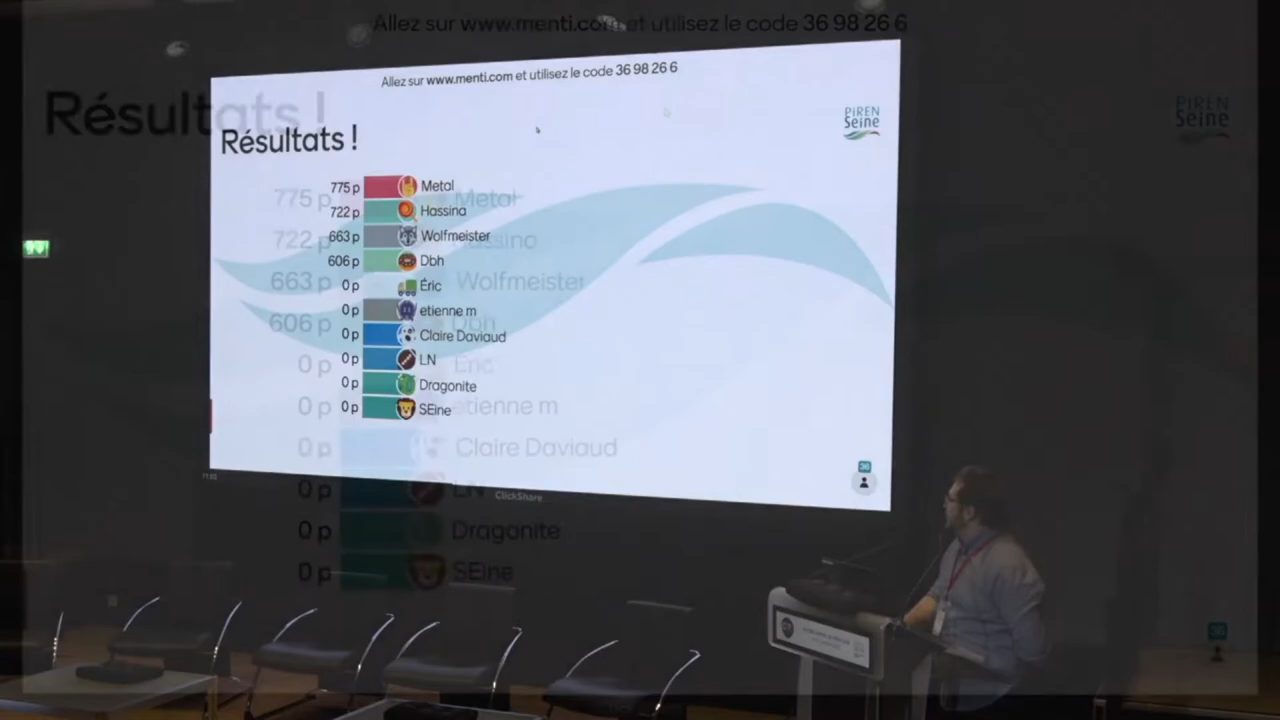 Allez sur www.menti.com et utilisez le code 36 98 26 6
Allez sur www.menti.com et utilisez le code 36 98 26 6
PiREN
Seine
PiREN
Seine
Résultats !
Résultats !
775 p Metal
722 p Hassina
663 p Wolfmeister
606 p Dbh
0 p Éric
0 p etienne m
0 p Claire Daviaud
0 p LN
0 p Dragonite
0 p SEine
775 p Metal
722 p Hassina
663 p Wolfmeister
606 p Dbh
0 p Éric
0 p etienne m
0 p Claire Daviaud
0 p LN
0 p Dragonite
0 p SEine
36
ClickShare